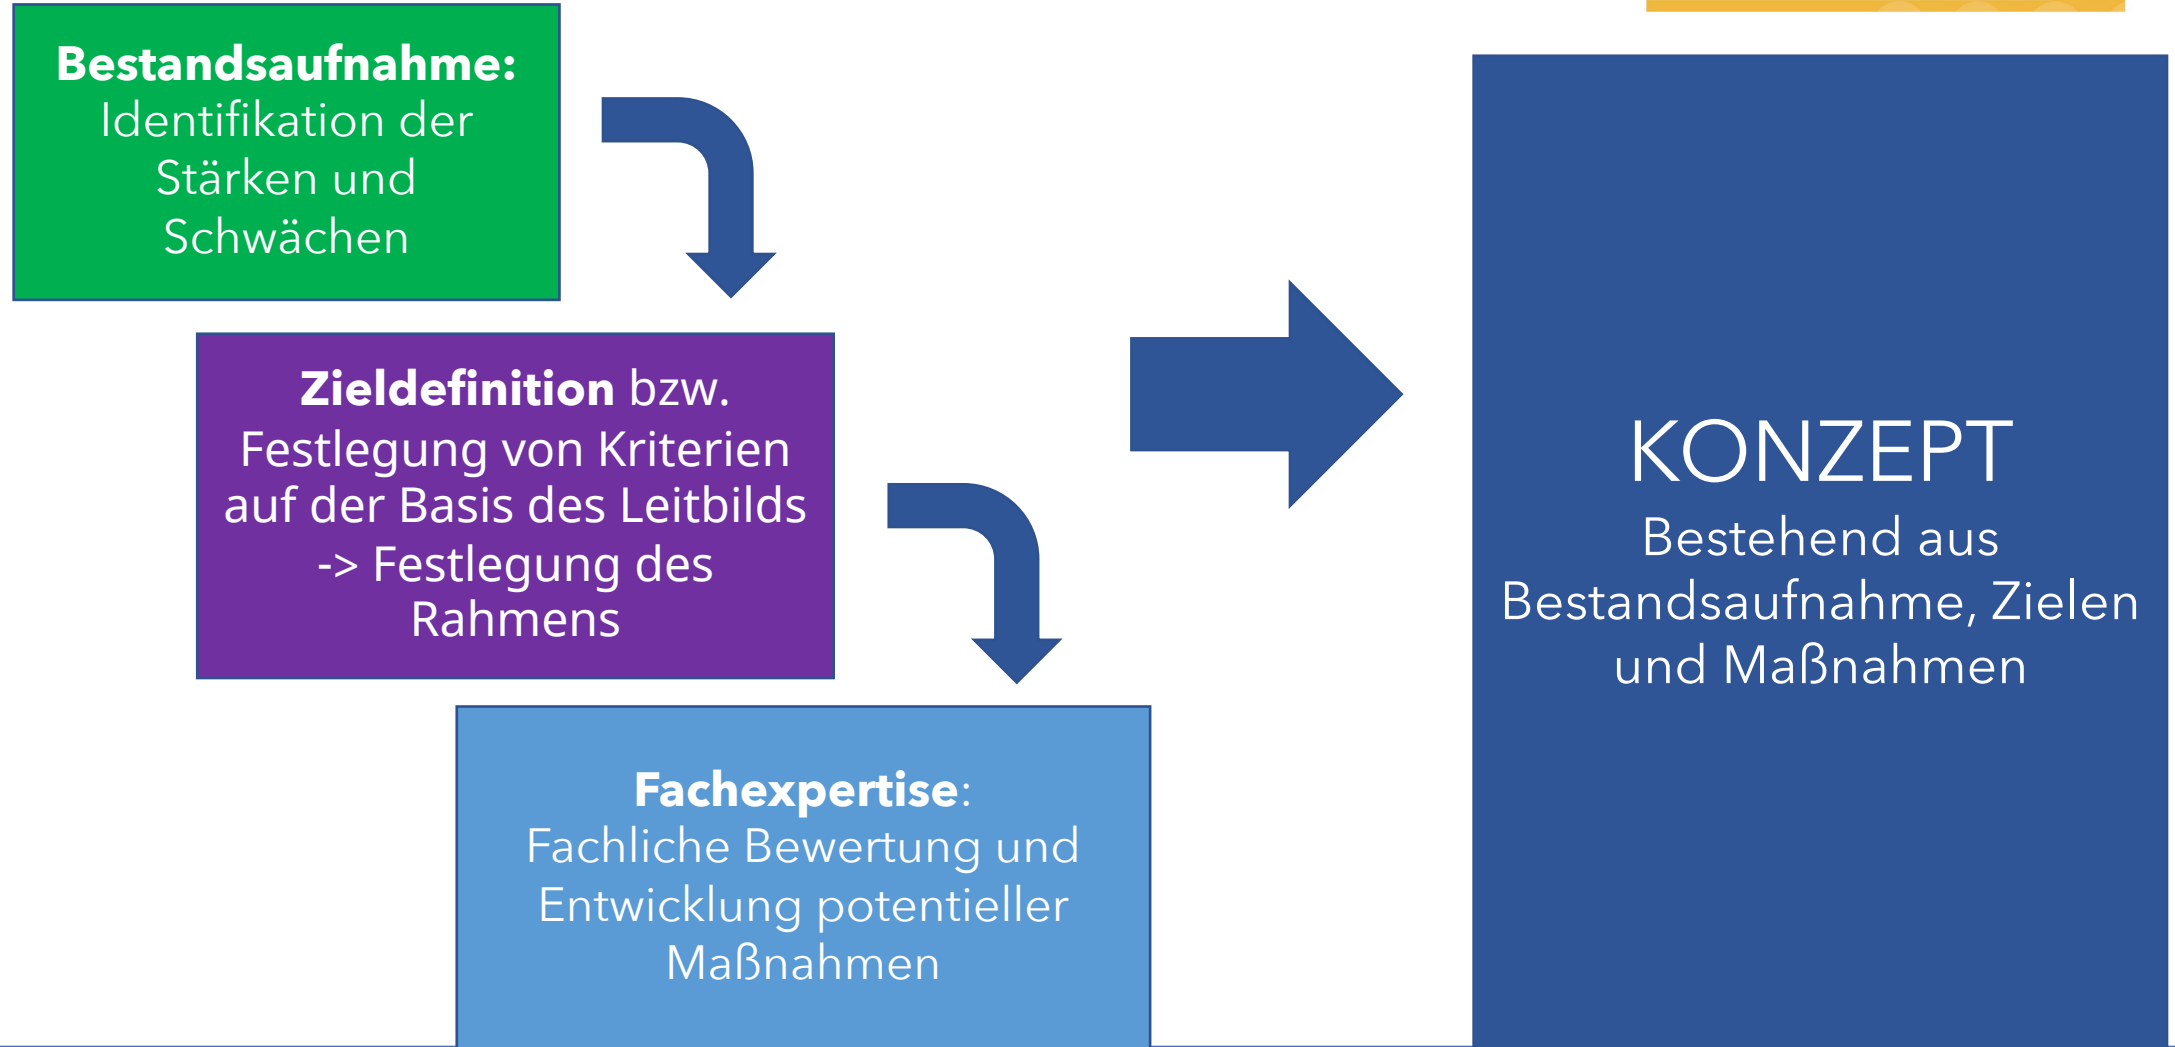 Bestandsaufnahme:
Identifikation der
Stärken und
Schwächen
Zieldefinition bzw.
Festlegung von Kriterien
auf der Basis des Leitbilds
-> Festlegung des
Rahmens
Fachexpertise:
Fachliche Bewertung und
Entwicklung potentieller
Maßnahmen
KONZEPT
Bestehend aus
Bestandsaufnahme, Zielen
und Maßnahmen